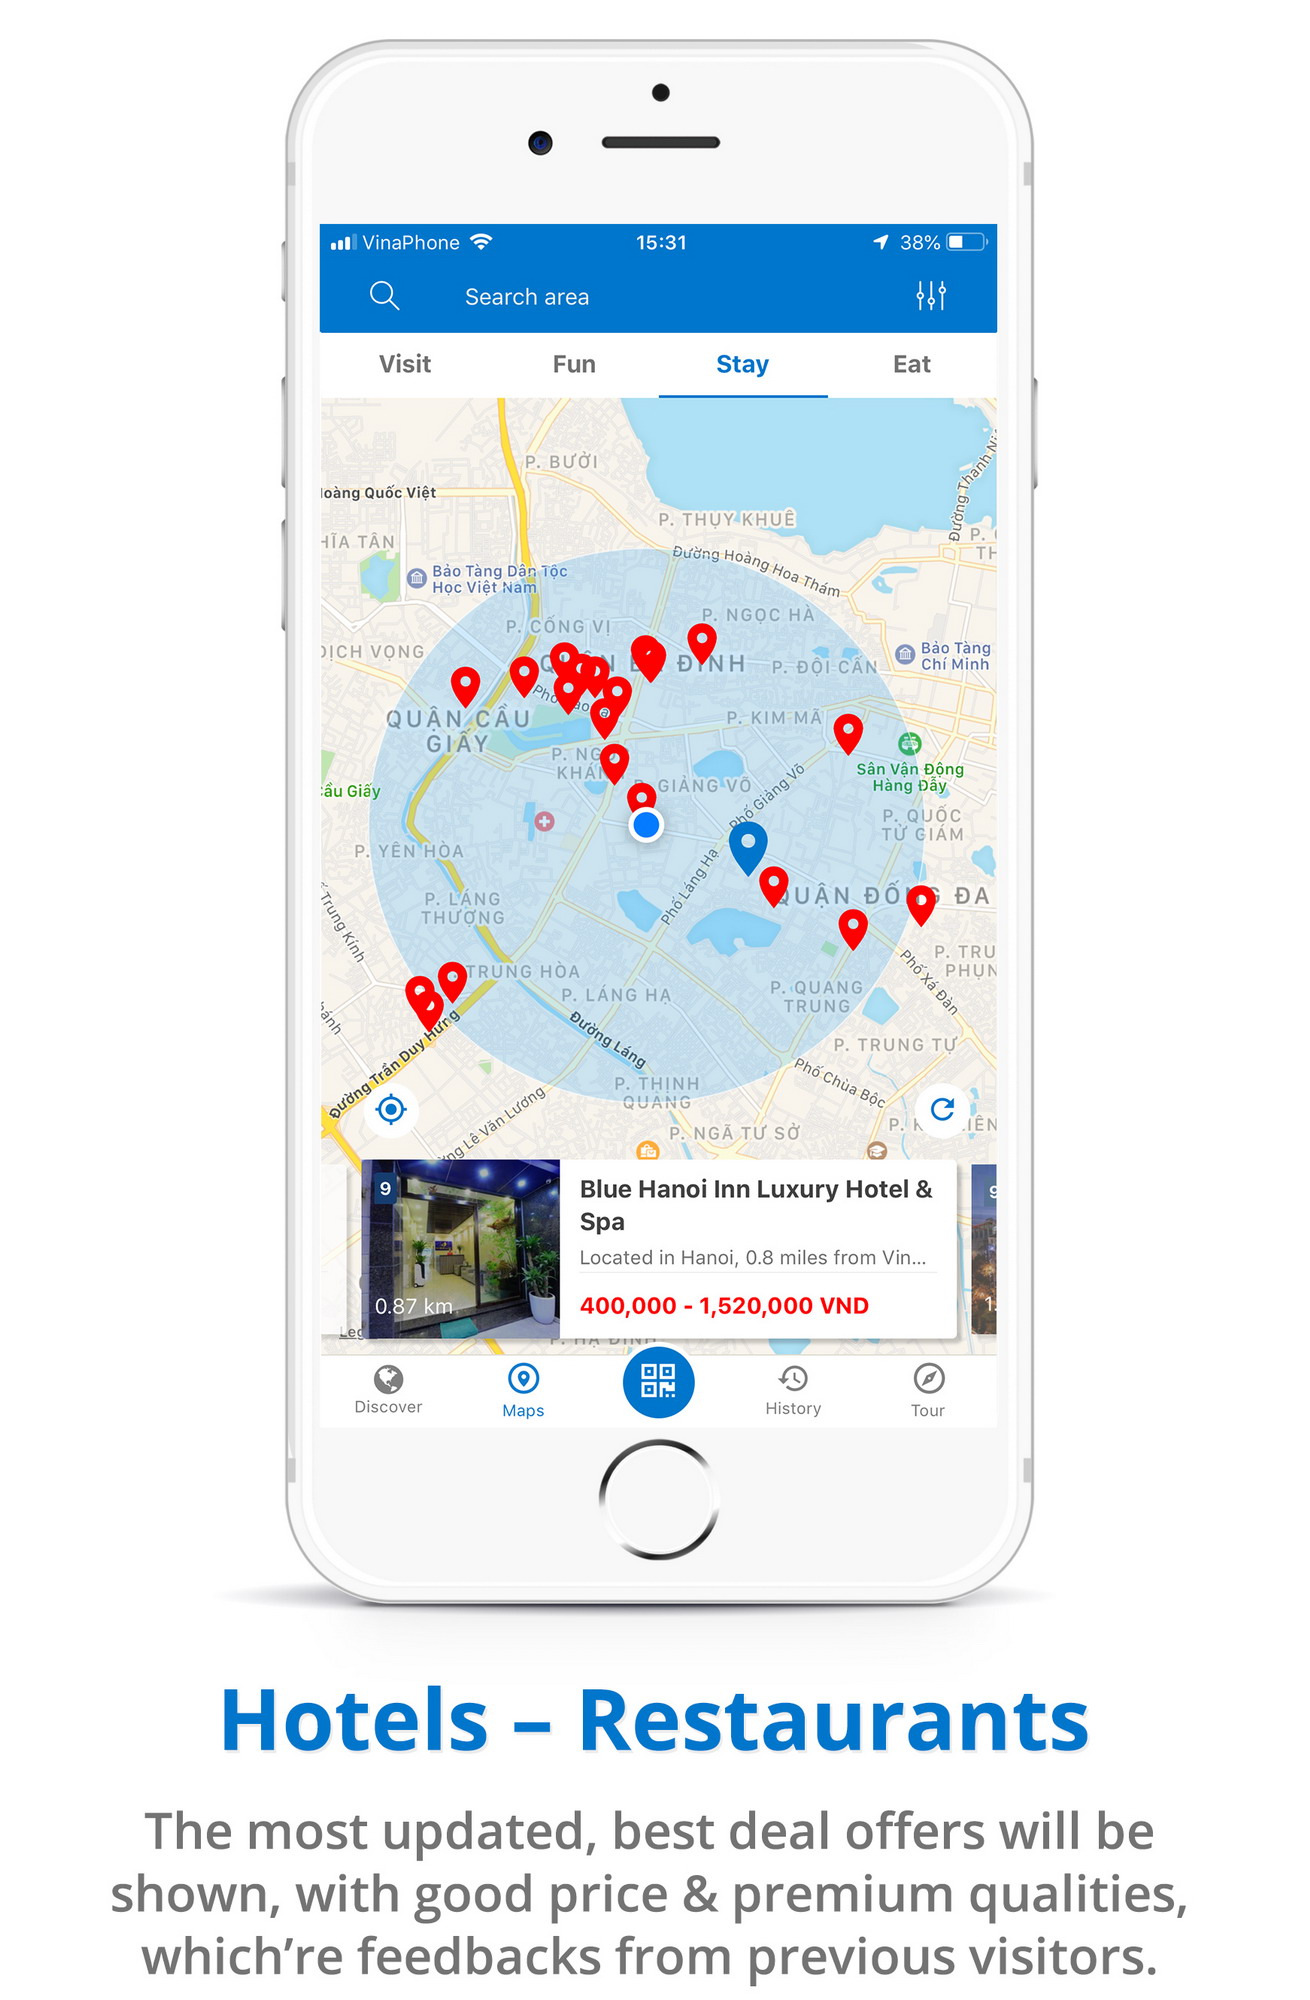 VinaPhone 15:31 38%
Search area
Visit Fun Stay Eat
P. BƯỞI
Hoàng Quốc Việt
P. THỤY KHUÊ
Đường Thanh Ni
HĨA TÂN
Đường Hoàng Hoa Thám
Bảo Tàng Dân Tộc
Học Việt Nam
P. NGỌC HÀ
P. CỐNG VỊ
DỊCH VỌNG
P. ĐỘI CẤN
Bảo Tàng
Chí Minh
QUẬN CẦU
GIẤY
P. KIM MÃ
Sân Vận Động
Hàng Đẫy
Cầu Giấy
P. GIẢNG VÕ
Phố Giảng Võ
P. QUỐC
TỬ GIÁM
P. YÊN HÒA
P. LÁNG
THƯỢNG
Phố Láng Hạ
QUẬN ĐỐNG ĐA
Trung Kính
TRUNG HÒA
P. LÁNG HẠ
P. QUANG
TRUNG
Phố Xã Đàn
P. TRU
PHỤN
Đường Láng
Đường Trần Duy Hưng
P. TRUNG TỰ
Phố Chùa Bộc
P. THỊNH
QUANG
ng Lê Văn Lương
P. NGÃ TƯ SỞ
9
Blue Hanoi Inn Luxury Hotel &
Spa
Located in Hanoi, 0.8 miles from Vin...
0.87 km
400,000 - 1,520,000 VND
9
1.
Leg
P. HẠ ĐÌNH
Discover Maps History Tour
Hotels – Restaurants
The most updated, best deal offers will be
shown, with good price & premium qualities,
which’re feedbacks from previous visitors.